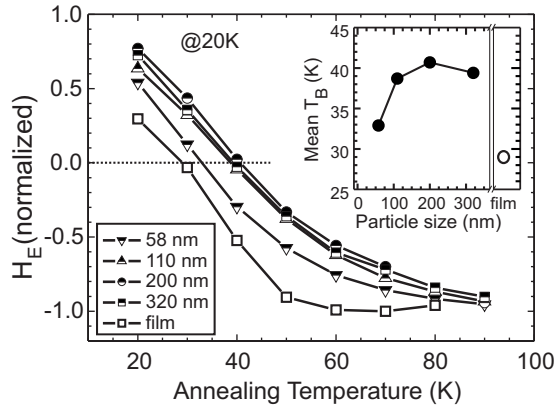 @20K
H_E (normalized)
1.0
0.5
0.0
-0.5
-1.0
20
40
60
80
100
Annealing Temperature (K)
58 nm
110 nm
200 nm
320 nm
film
Mean T_B (K)
45
40
35
30
25
0 100 200 300 film
Particle size (nm)